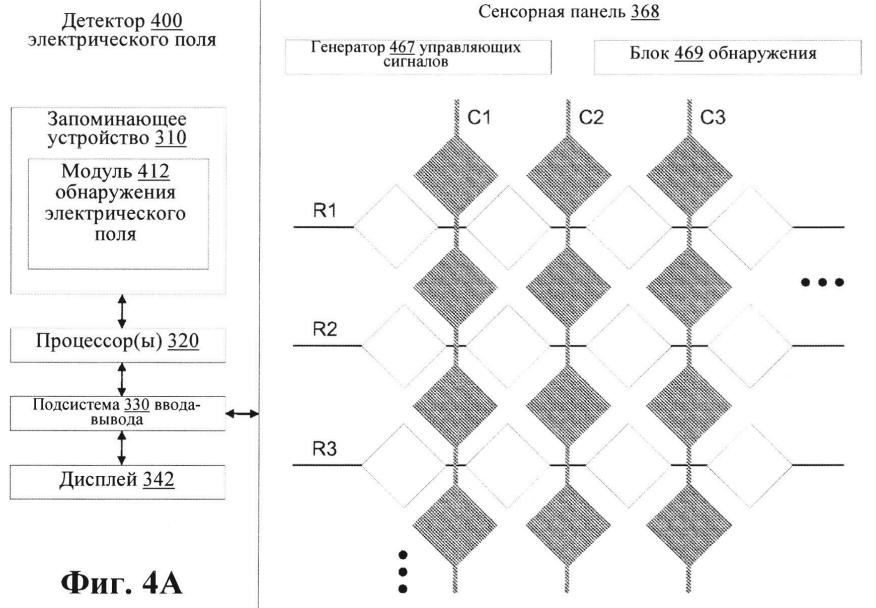 Детектор 400
электрического поля
Запоминающее
устройство 310
Модуль 412
обнаружения
электрического
поля
Процессор(ы) 320
Подсистема 330 ввода-
вывода
Дисплей 342
Фиг. 4А
Сенсорная панель 368
Генератор 467 управляющих
сигналов
Блок 469 обнаружения
C1
C2
C3
R1
R2
R3